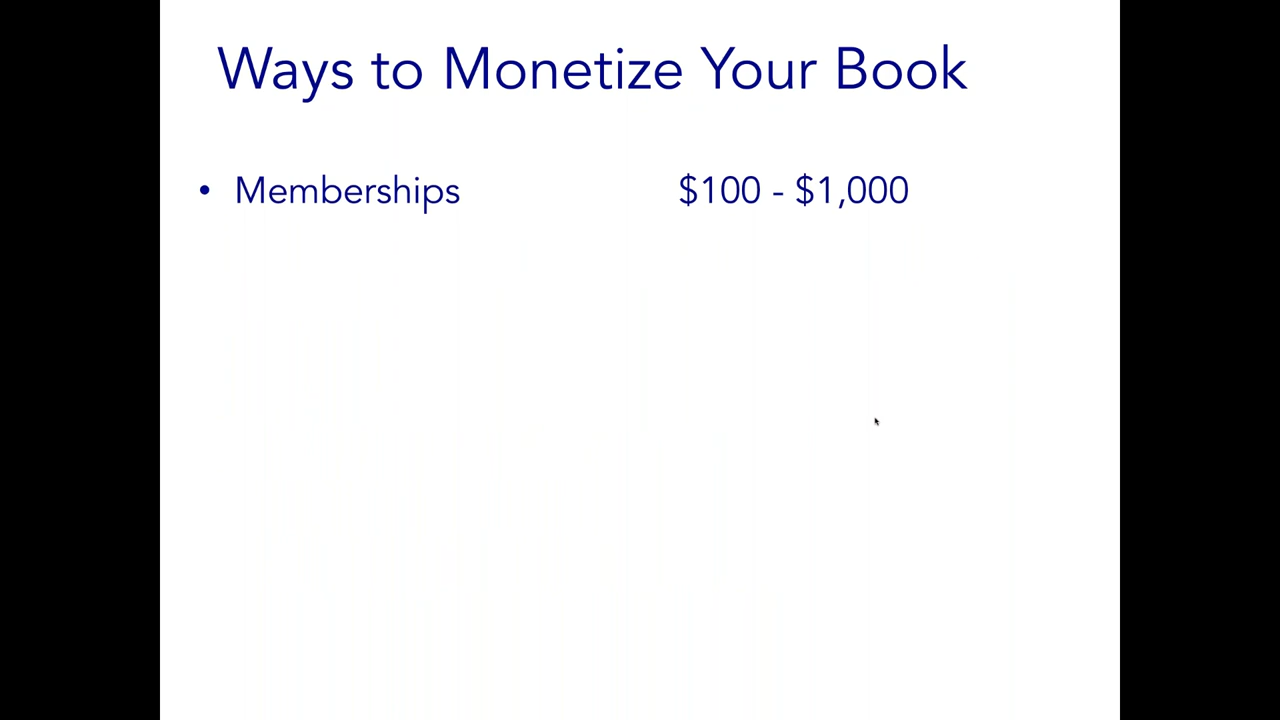 Ways to Monetize Your Book
• Memberships $100 - $1,000